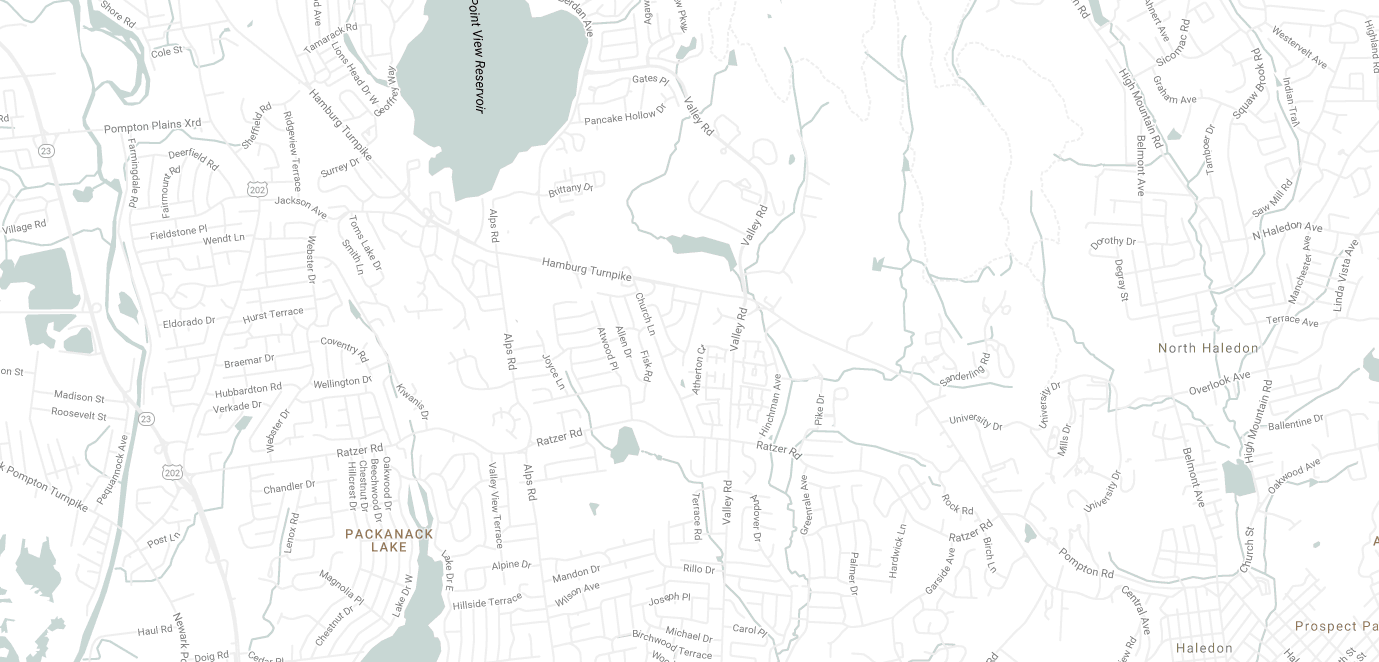 Shore Rd
Cole St
Tamarack Rd
Lions Head Dr W
Geoffrey Way
Point View Reservoir
Gates Pl
Pancake Hollow Dr
Valley Rd
High Mountain Rd
Sicomac Rd
Graham Ave
Squaw Brook Rd
Westervelt Ave
Highland Rd
Indian Trail
Pompton Plains Xrd
Sheffield Rd
Hamburg Turnpike
23
Farmingdale Rd
Deerfield Rd
Ridgeview Terrace
Surrey Dr
Fairmount Rd
202
Jackson Ave
Brittany Dr
Belmont Ave
Tamboer Dr
Saw Mill Rd
Village Rd
Fieldstone Pl
Wendt Ln
Webster Dr
Toms Lake Dr
Smith Ln
Alps Rd
Valley Rd
Hamburg Turnpike
Dorothy Dr
Degray St
N Haledon Ave
Manchester Ave
Linda Vista Ave
Eldorado Dr
Hurst Terrace
Church Ln
Valley Rd
Terrace Ave
Allen Dr
Atwood Pl
Coventry Rd
Braemar Dr
Alps Rd
Joyce Ln
Fisk Rd
Atherton Ct
North Haledon
Sanderling Rd
Overlook Ave
Hubbardton Rd
Wellington Dr
Kiwanis Dr
Madison St
Roosevelt St
Verkade Dr
Webster Dr
Hinchman Ave
Pike Dr
University Dr
University Dr
Mills Dr
High Mountain Rd
Ballentine Dr
23
Ratzer Rd
Ratzer Rd
Ratzer Rd
Pequannock Ave
Pompton Turnpike
202
Chandler Dr
Hillcrest Dr
Chestnut Dr
Beechwood Dr
Oakwood Dr
Valley View Terrace
Alps Rd
Terrace Rd
Valley Rd
Andover Dr
Greenrale Ave
Rock Rd
University Dr
Belmont Ave
Oakwood Ave
Post Ln
Lenox Rd
PACKANACK
LAKE
Hardwick Ln
Ratzer Rd
Birch Ln
Garside Ave
Palmer Dr
Pompton Rd
Church St
Magnolia Pl
Lake Dr W
Lake Dr E
Alpine Dr
Mandon Dr
Wilson Ave
Hillside Terrace
Rillo Dr
Joseph Pl
Central Ave
Chestnut Dr
Haul Rd
Michael Dr
Birchwood Terrace
Carol Pl
Prospect Pa
Haledon
Doig Rd